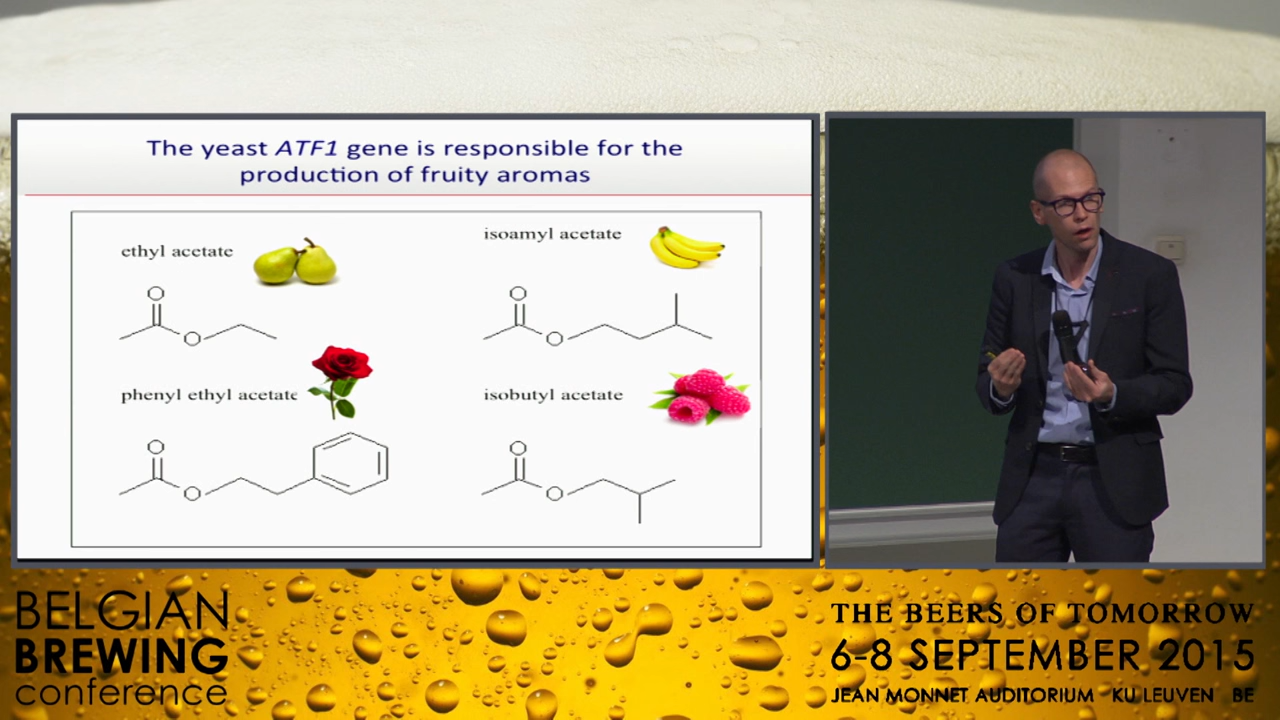 The yeast ATF1 gene is responsible for the
production of fruity aromas
ethyl acetate
isoamyl acetate
O
O
O
O
phenyl ethyl acetate
isobutyl acetate
O
O
O
O
BELGIAN
BREWING
conference
THE BEERS OF TOMORROW
6-8 SEPTEMBER 2015
JEAN MONNET AUDITORIUM KU LEUVEN BE